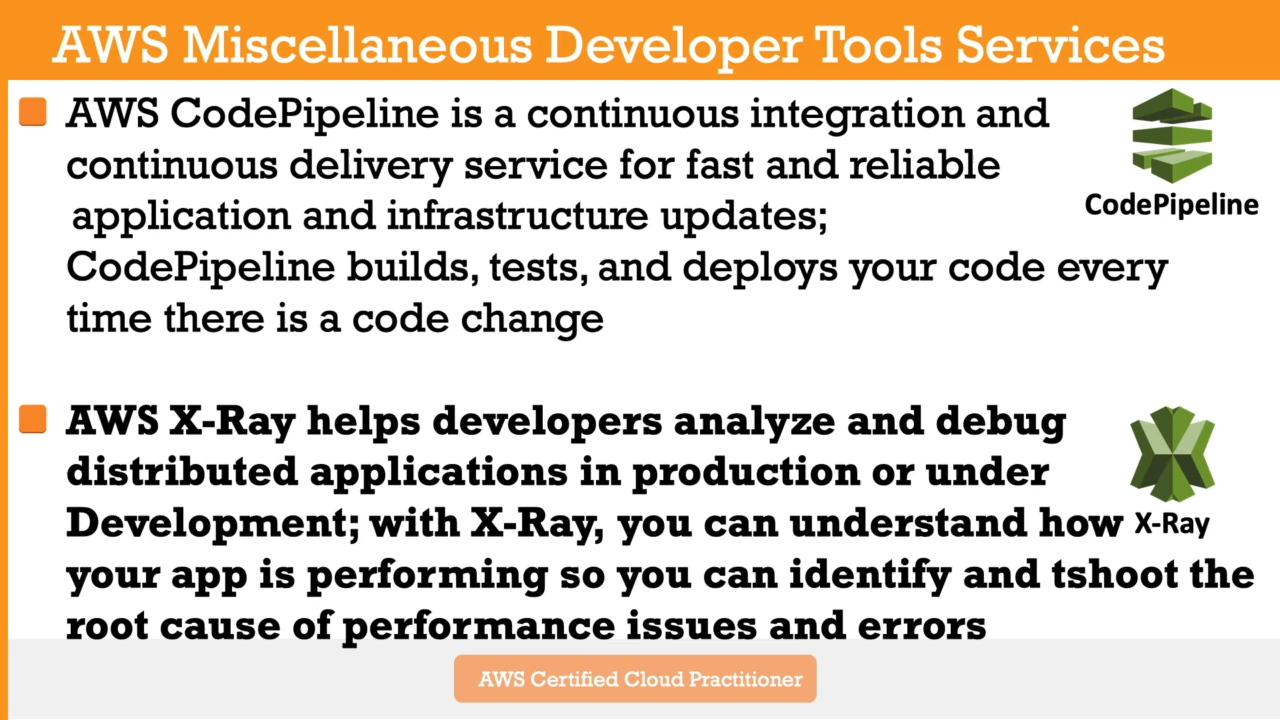 AWS Miscellaneous Developer Tools Services
AWS CodePipeline is a continuous integration and
continuous delivery service for fast and reliable
application and infrastructure updates;
CodePipeline builds, tests, and deploys your code every
time there is a code change
CodePipeline
AWS X-Ray helps developers analyze and debug
distributed applications in production or under
Development; with X-Ray, you can understand how
your app is performing so you can identify and tshoot the
root cause of performance issues and errors
X-Ray
AWS Certified Cloud Practitioner